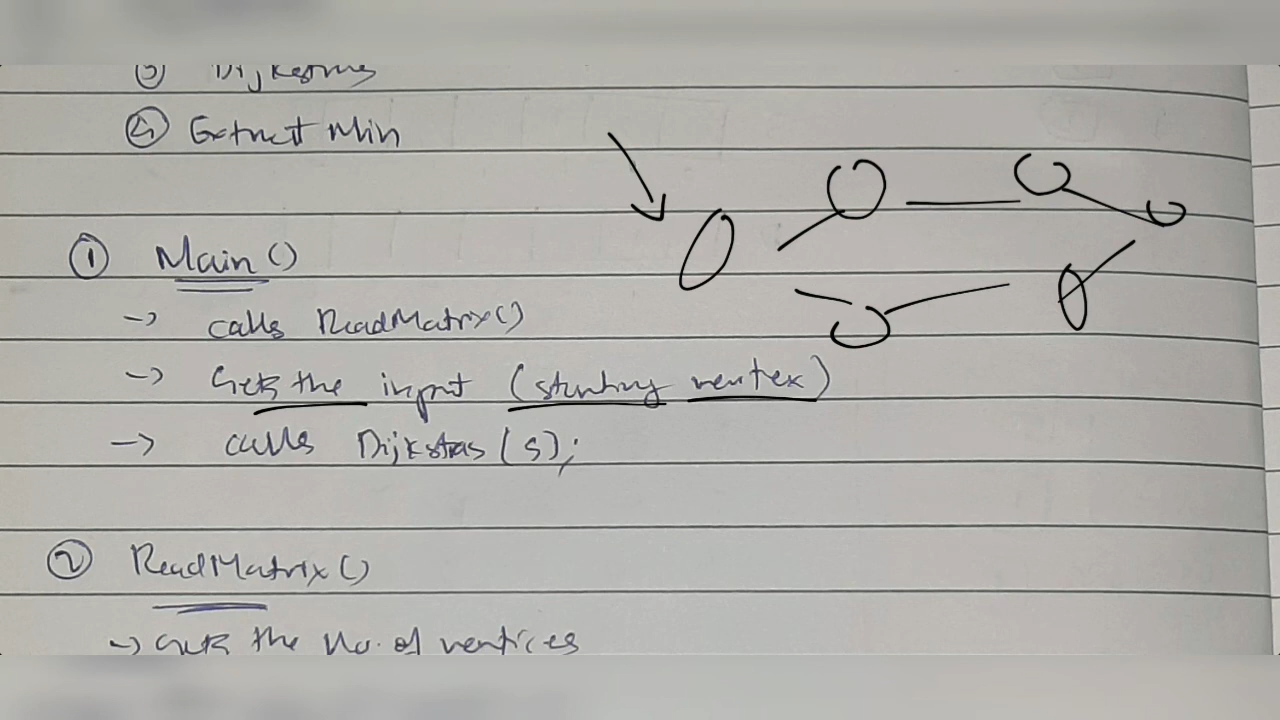 ③ Dijkstras
④ Extract Min
① Main()
→ calls ReadMatrix()
→ Gets the input (starting vertex)
→ calls Dijkstras(s);
② ReadMatrix()
→ Gets the No. of vertices